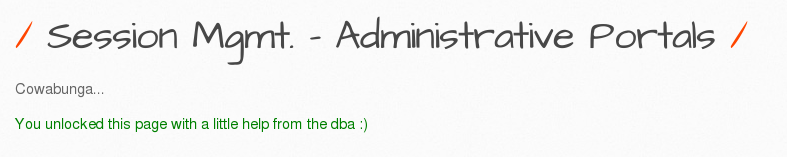 / Session Mgmt. - Administrative Portals /
Cowabunga...
You unlocked this page with a little help from the dba :)